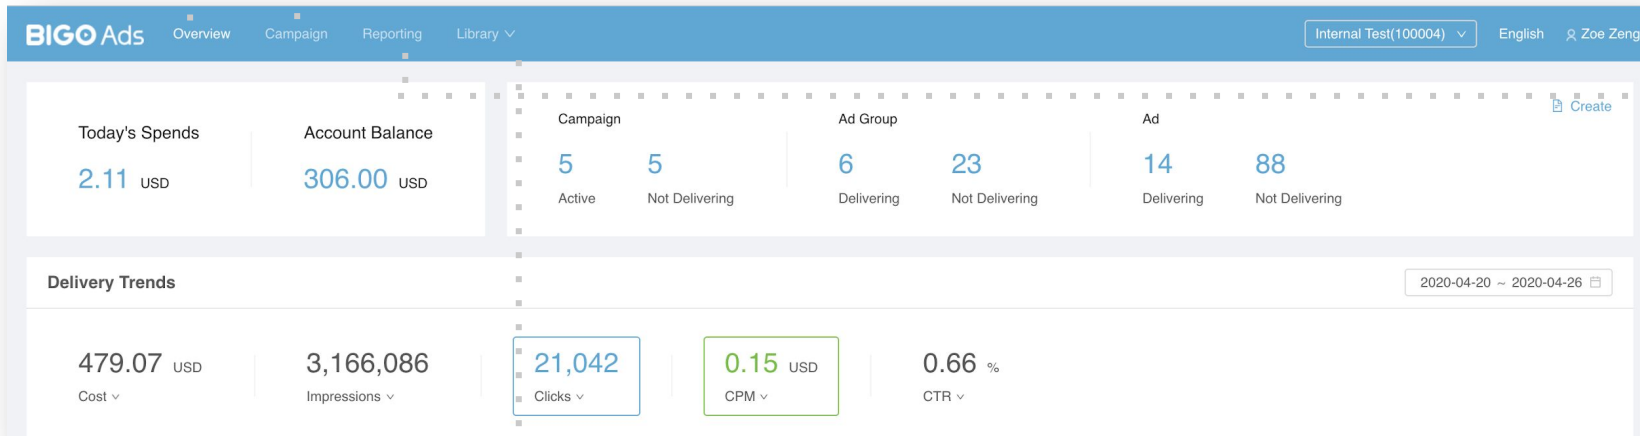 BIGO Ads Overview Campaign Reporting Library Internal Test(100004) English Zoe Zeng
Today's Spends Account Balance
2.11 USD 306.00 USD
Create
Campaign Ad Group Ad
5 5 6 23 14 88
Active Not Delivering Delivering Not Delivering Delivering Not Delivering
Delivery Trends 2020-04-20 ~ 2020-04-26
479.07 USD 3,166,086 21,042 0.15 USD 0.66 %
Cost Impressions Clicks CPM CTR